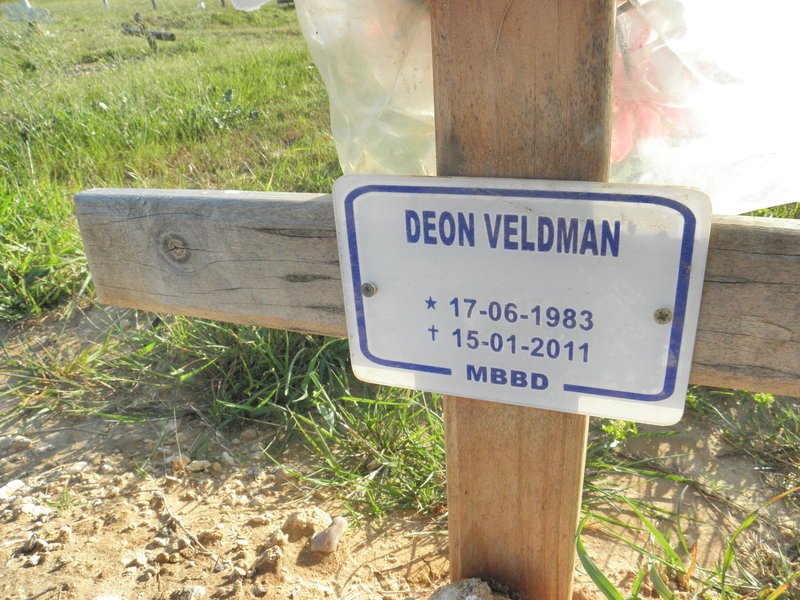 DEON VELDMAN
★ 17-06-1983
✝ 15-01-2011
MBBD